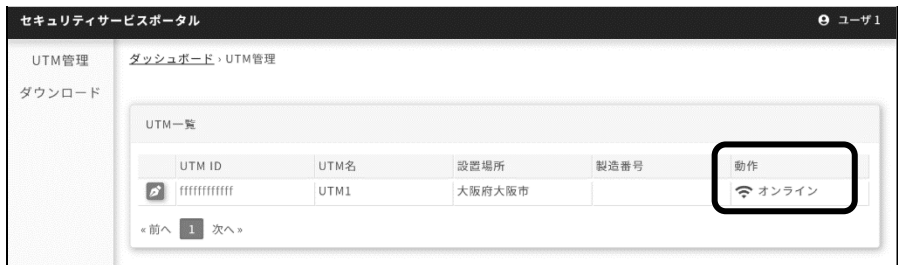 セキュリティサービスポータル ユーザ1
UTM管理
ダウンロード
ダッシュボード › UTM管理
UTM一覧
UTM ID UTM名 設置場所 製造番号 動作
ffffffffffff UTM1 大阪府大阪市 オンライン
«前へ 1 次へ»